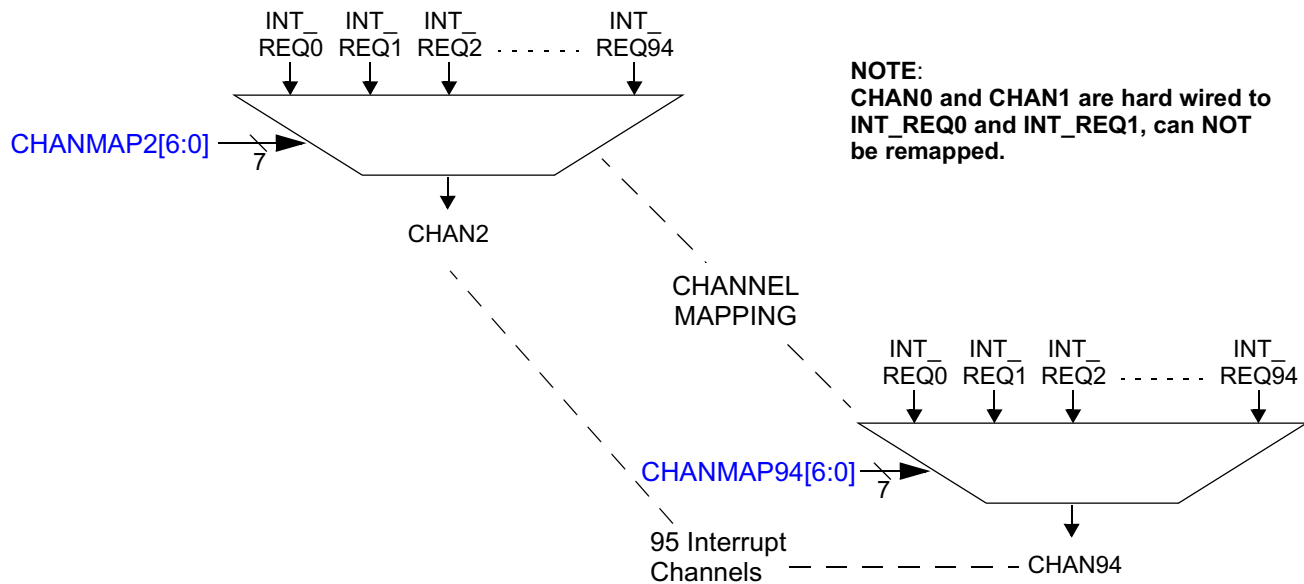 INT_ INT_ INT_ INT_
REQ0 REQ1 REQ2 REQ94
NOTE:
CHAN0 and CHAN1 are hard wired to
INT_REQ0 and INT_REQ1, can NOT
be remapped.
CHANMAP2[6:0]
7
CHAN2
CHANNEL
MAPPING
INT_ INT_ INT_ INT_
REQ0 REQ1 REQ2 REQ94
CHANMAP94[6:0]
7
95 Interrupt
Channels
CHAN94